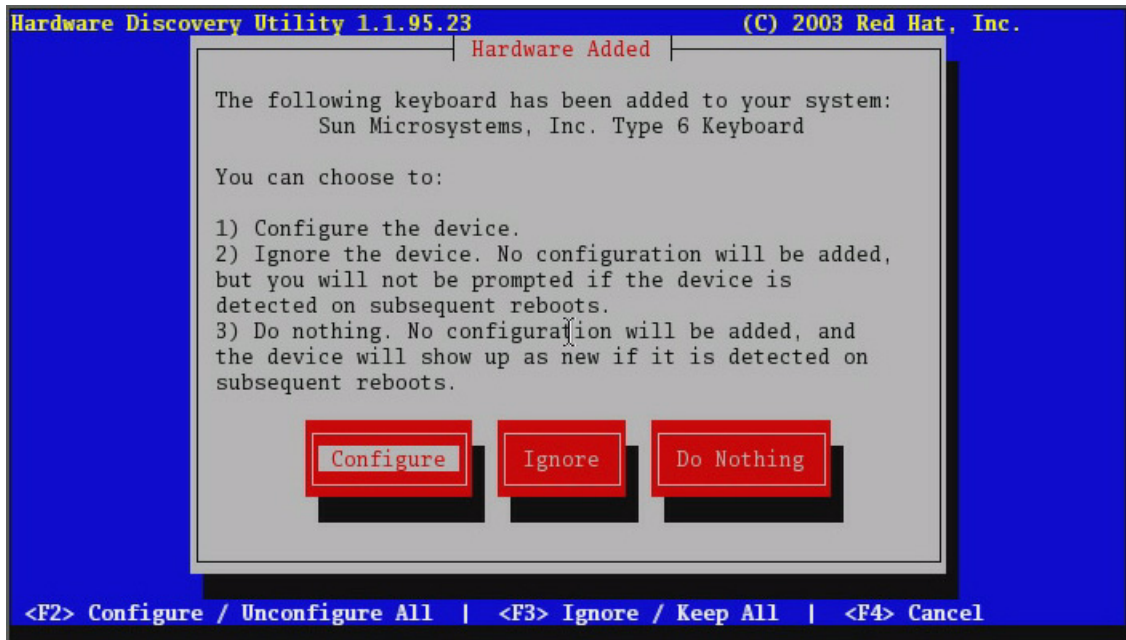 Hardware Discovery Utility 1.1.95.23 (C) 2003 Red Hat, Inc.
Hardware Added
The following keyboard has been added to your system:
Sun Microsystems, Inc. Type 6 Keyboard
You can choose to:
1) Configure the device.
2) Ignore the device. No configuration will be added,
but you will not be prompted if the device is
detected on subsequent reboots.
3) Do nothing. No configuration will be added, and
the device will show up as new if it is detected on
subsequent reboots.
Configure Ignore Do Nothing
<F2> Configure / Unconfigure All | <F3> Ignore / Keep All | <F4> Cancel